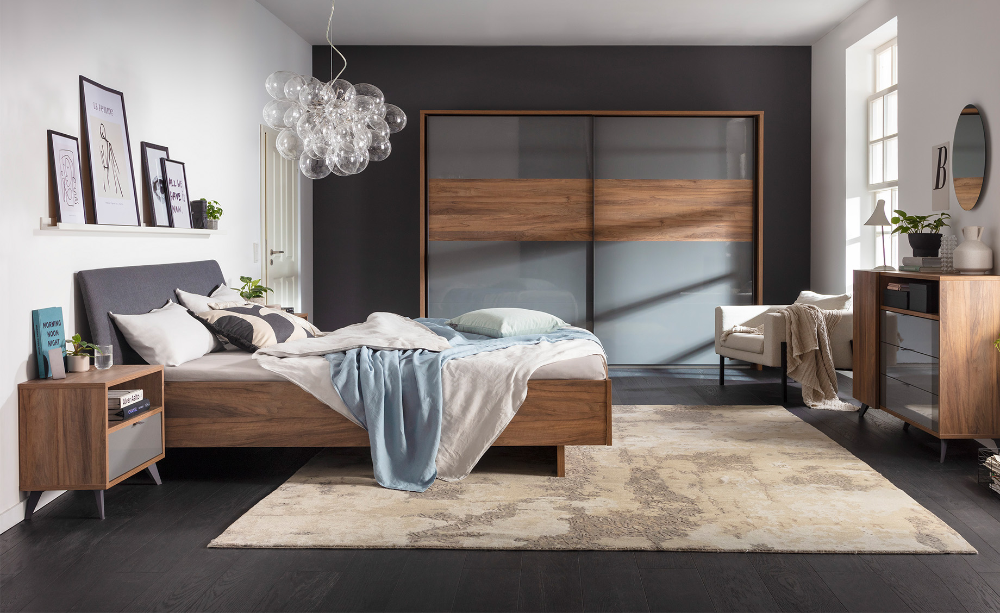 La Femme
ALL WE
HAVE IS
NOW
B
MORNING
NOON
NIGHT
Alvar Aalto
CHANEL